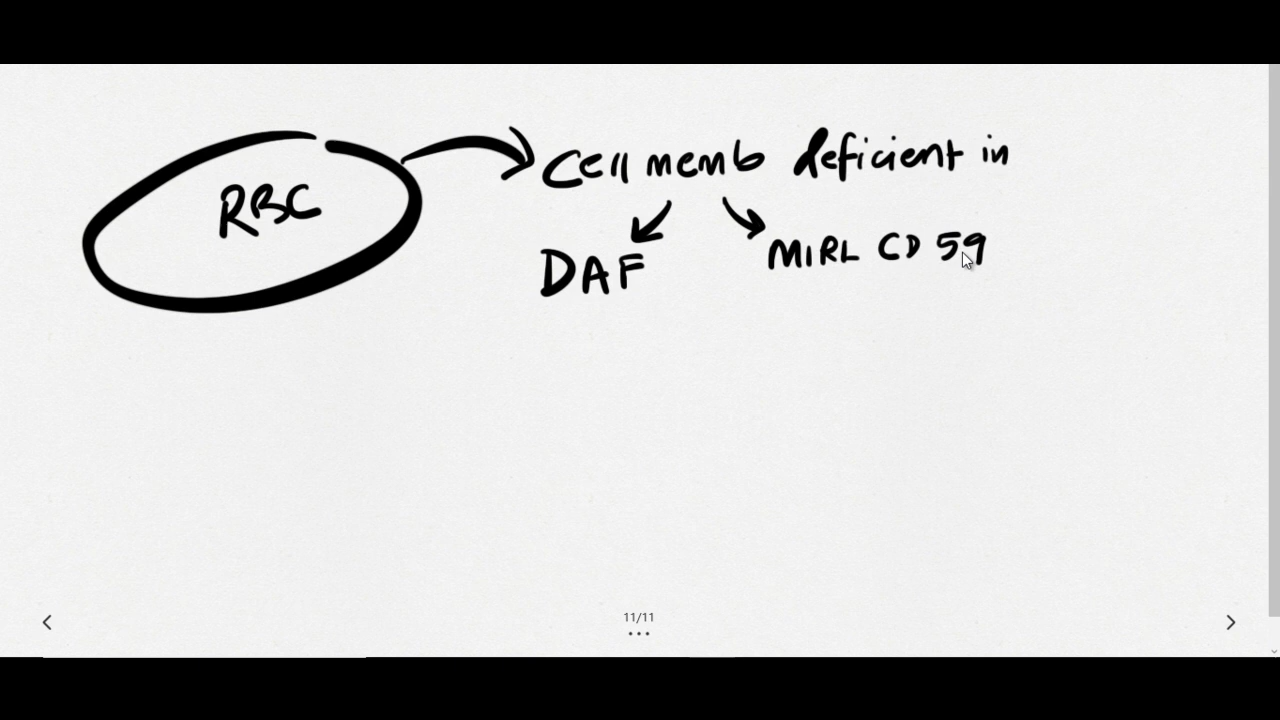 RBC
Cell memb deficient in
DAF
MIRL CD 59
11/11